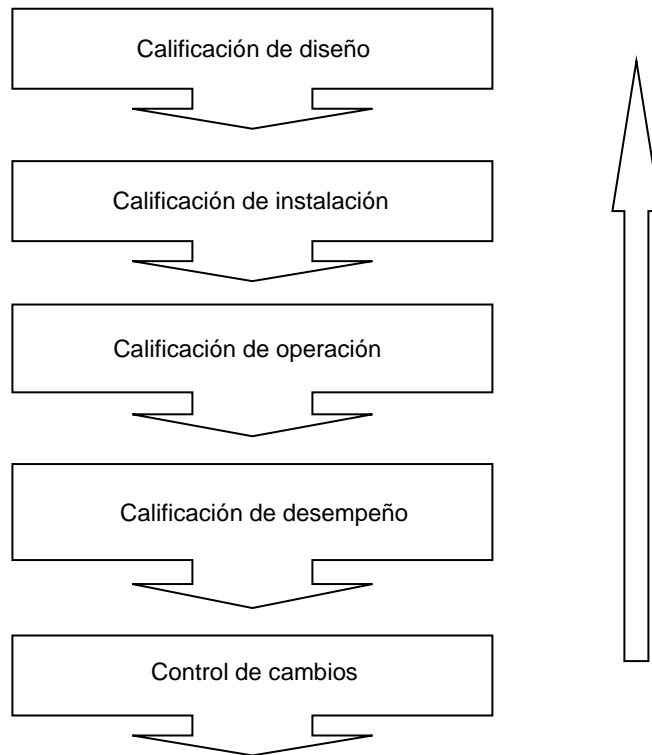 Calificación de diseño
Calificación de instalación
Calificación de operación
Calificación de desempeño
Control de cambios